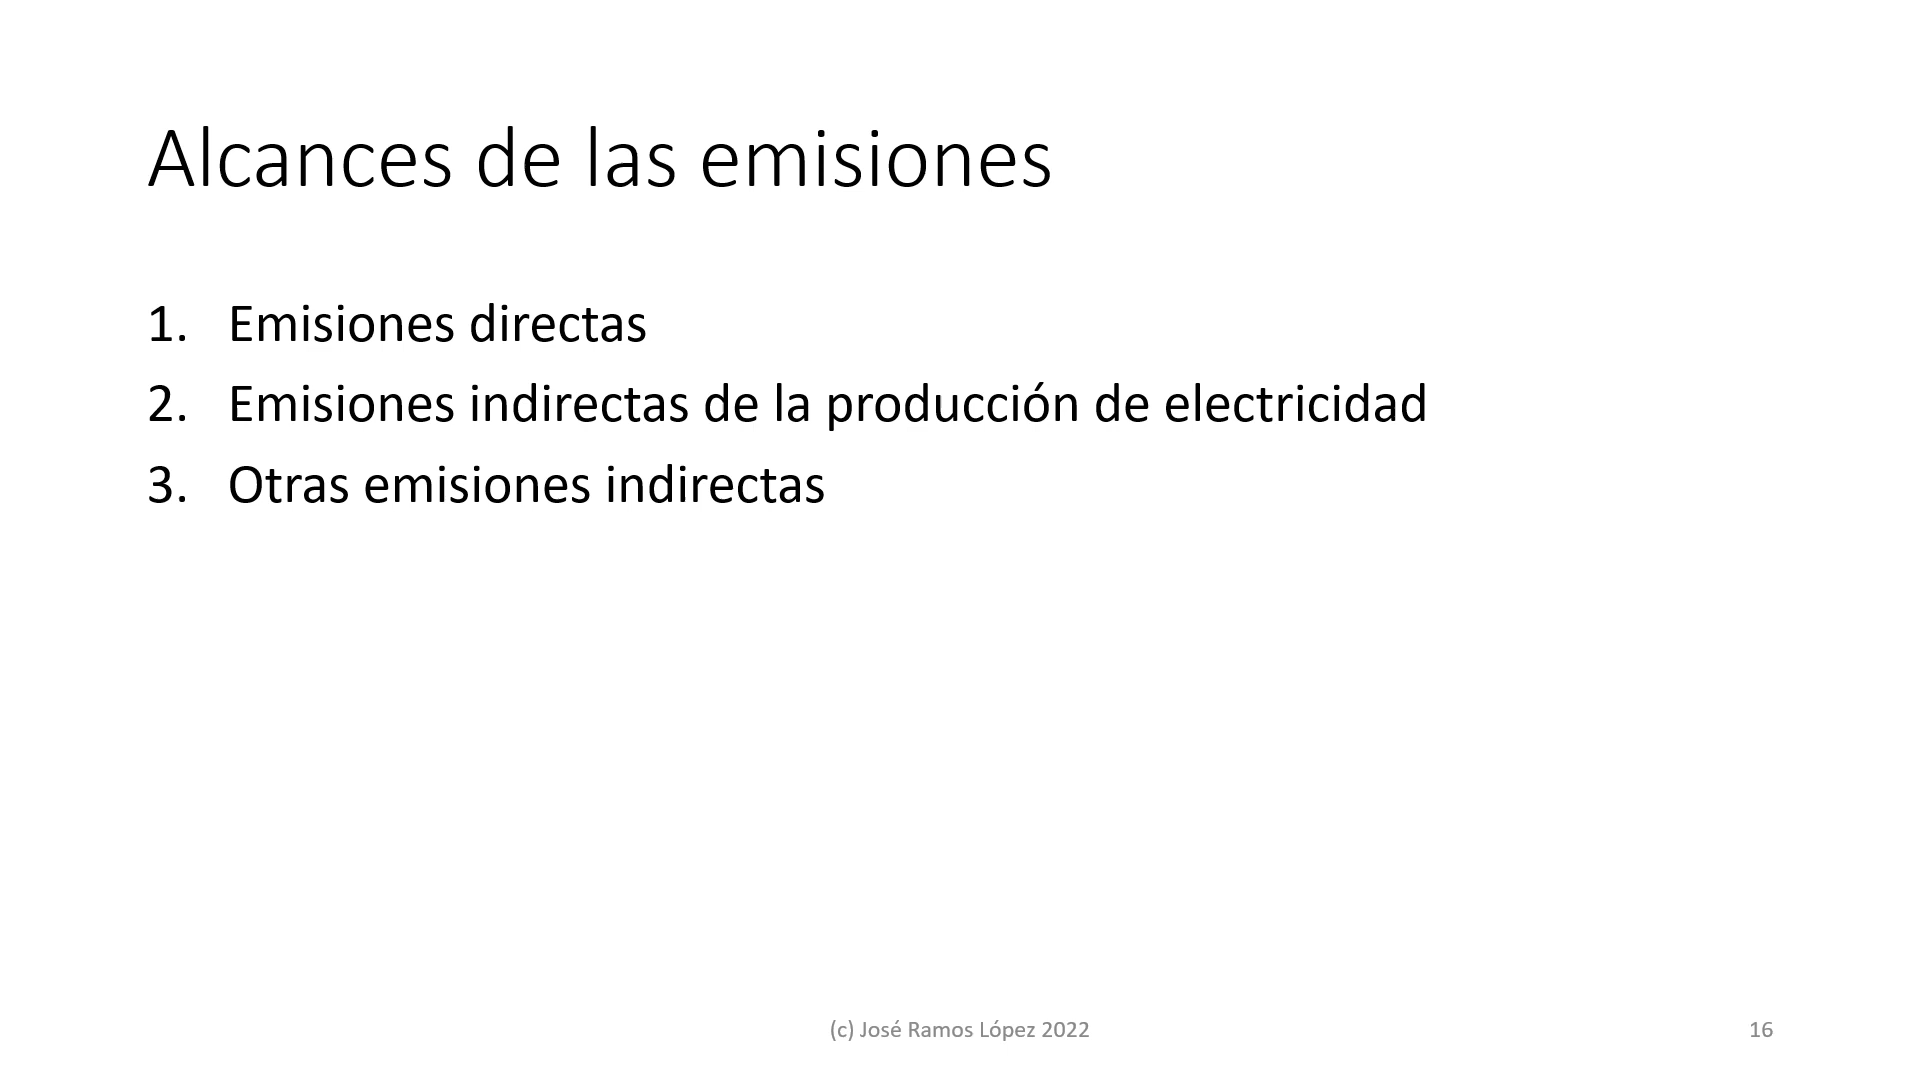 Alcances de las emisiones
1. Emisiones directas
2. Emisiones indirectas de la producción de electricidad
3. Otras emisiones indirectas
(c) José Ramos López 2022
16